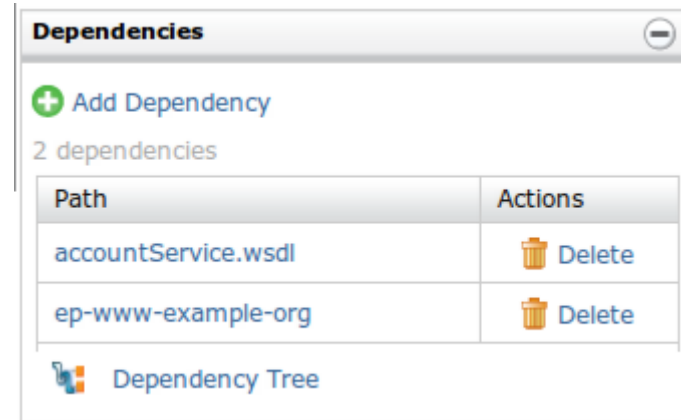 Dependencies
Add Dependency
2 dependencies
Path Actions
accountService.wsdl Delete
ep-www-example-org Delete
Dependency Tree